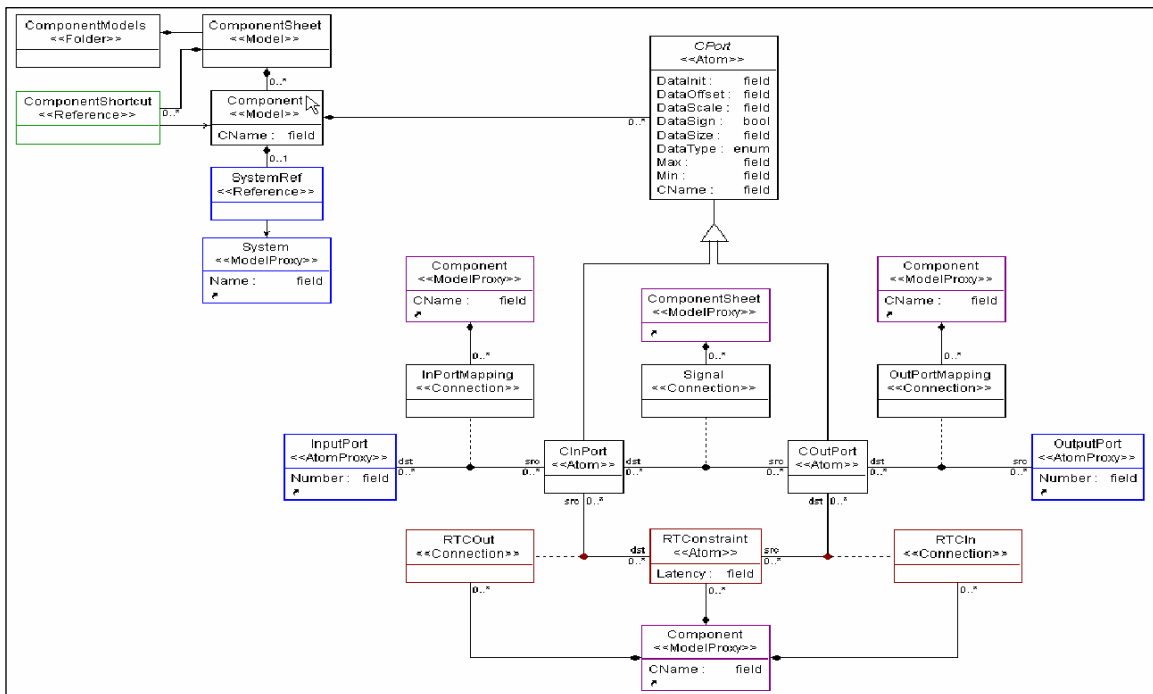 ComponentModels
<<Folder>>
ComponentSheet
<<Model>>
0..*
ComponentShortcut
<<Reference>>
0..*
Component
<<Model>>
CName : field
0..*
0..1
SystemRef
<<Reference>>
System
<<ModelProxy>>
Name : field
CPort
<<Atom>>
DataInit : field
DataOffset : field
DataScale : field
DataSign : bool
DataSize : field
DataType : enum
Max : field
Min : field
CName : field
Component
<<ModelProxy>>
CName : field
0..*
ComponentSheet
<<ModelProxy>>
0..*
Component
<<ModelProxy>>
CName : field
0..*
InPortMapping
<<Connection>>
Signal
<<Connection>>
OutPortMapping
<<Connection>>
InputPort
<<AtomProxy>>
Number : field
dst
0..*
src
0..*
CInPort
<<Atom>>
dst
0..*
src
0..*
COutPort
<<Atom>>
dst
0..*
src
0..*
OutputPort
<<AtomProxy>>
Number : field
src 0..*
dst 0..*
RTCOut
<<Connection>>
0..*
dst
0..*
RTConstraint
<<Atom>>
Latency : field
src
0..*
0..*
RTCIn
<<Connection>>
0..*
Component
<<ModelProxy>>
CName : field